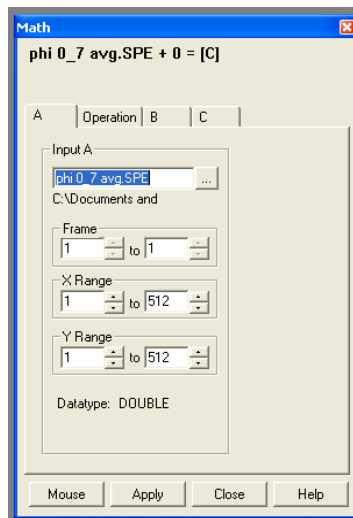 Math
phi 0_7 avg.SPE + 0 = [C]
A Operation B C
Input A
phi 0_7 avg.SPE ...
C:\Documents and
Frame
1 to 1
X Range
1 to 512
Y Range
1 to 512
Datatype: DOUBLE
Mouse Apply Close Help